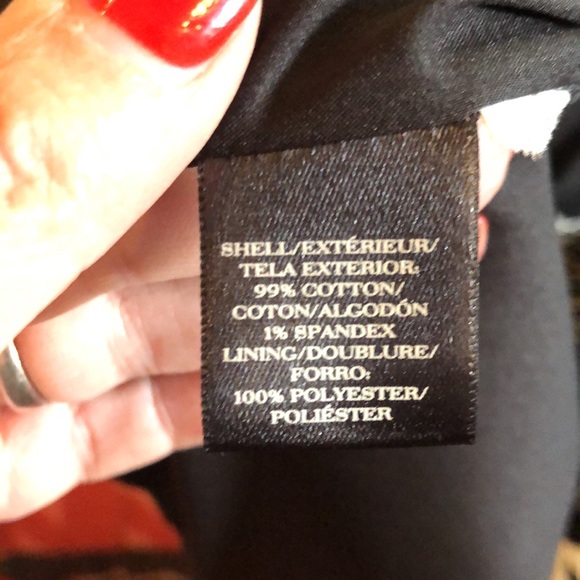 SHELL/EXTÉRIEUR/
TELA EXTERIOR:
99% COTTON/
COTON/ALGODÓN
1% SPANDEX
LINING/DOUBLURE/
FORRO:
100% POLYESTER/
POLIÉSTER